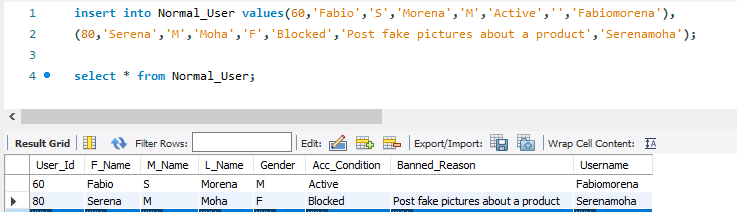 1 insert into Normal_User values(60,'Fabio','S','Morena','M','Active','','Fabiomorena'),
2 (80,'Serena','M','Moha','F','Blocked','Post fake pictures about a product','Serenamoha');
3
4 select * from Normal_User;
Result Grid Filter Rows: Edit: Export/Import: Wrap Cell Content: IA
User_Id F_Name M_Name L_Name Gender Acc_Condition Banned_Reason Username
60 Fabio S Morena M Active Fabiomorena
80 Serena M Moha F Blocked Post fake pictures about a product Serenamoha